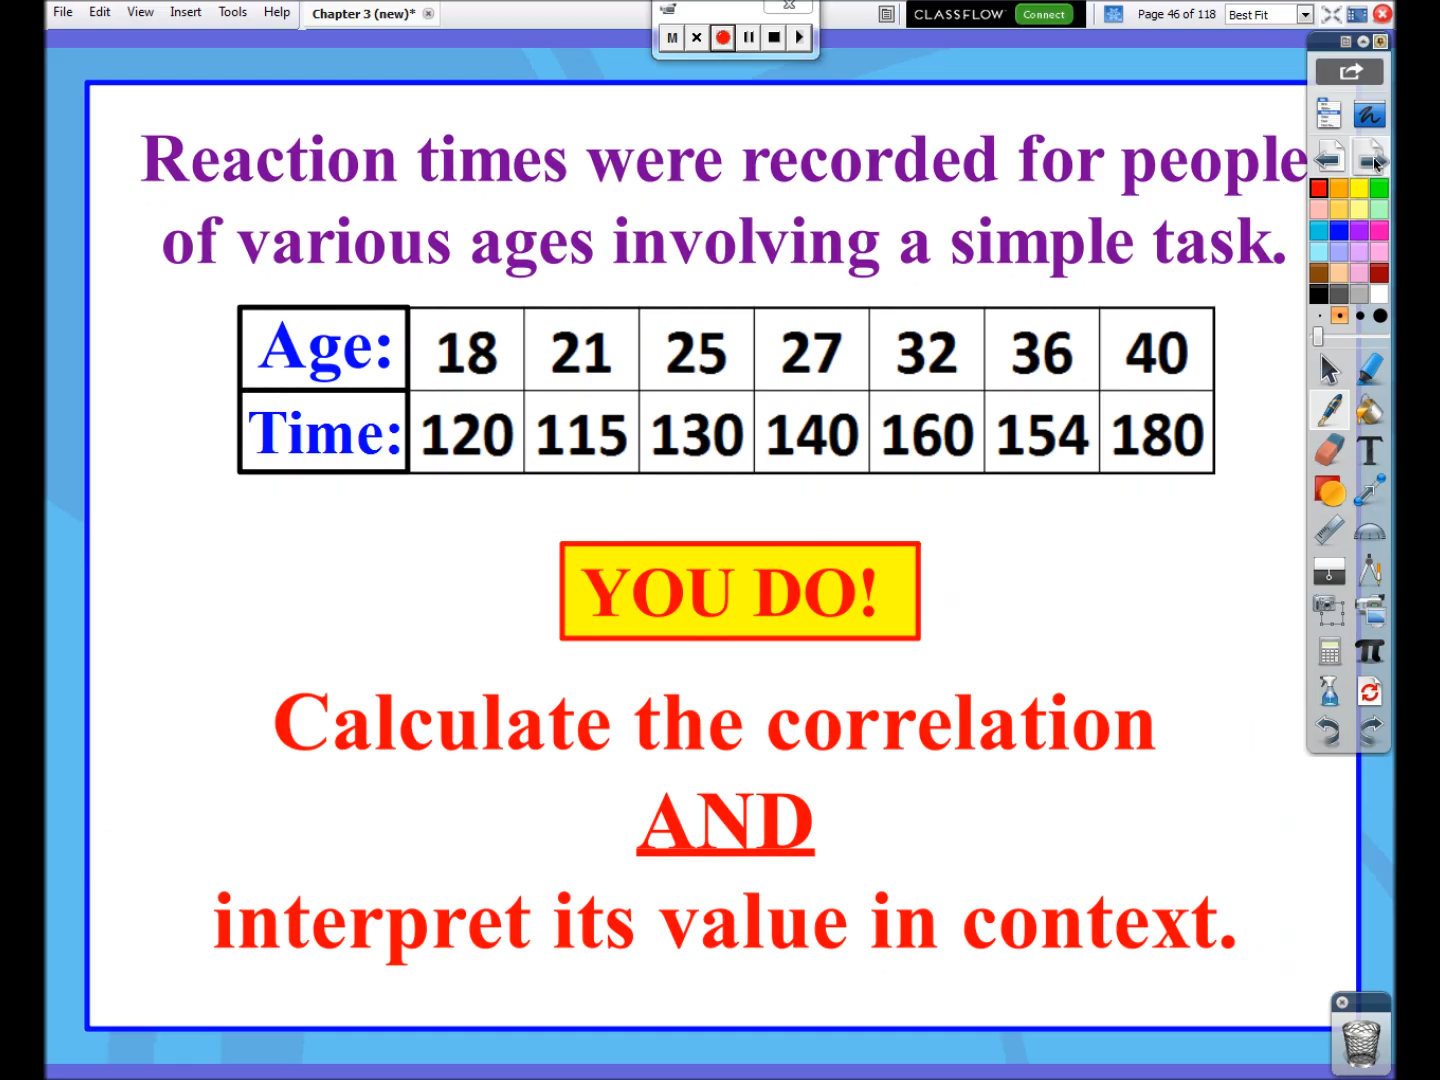 File Edit View Insert Tools Help Chapter 3 (new)* CLASSFLOW Connect Page 46 of 118 Best Fit
M
Reaction times were recorded for people
of various ages involving a simple task.
Age: 18 21 25 27 32 36 40
Time: 120 115 130 140 160 154 180
YOU DO!
Calculate the correlation
AND
interpret its value in context.